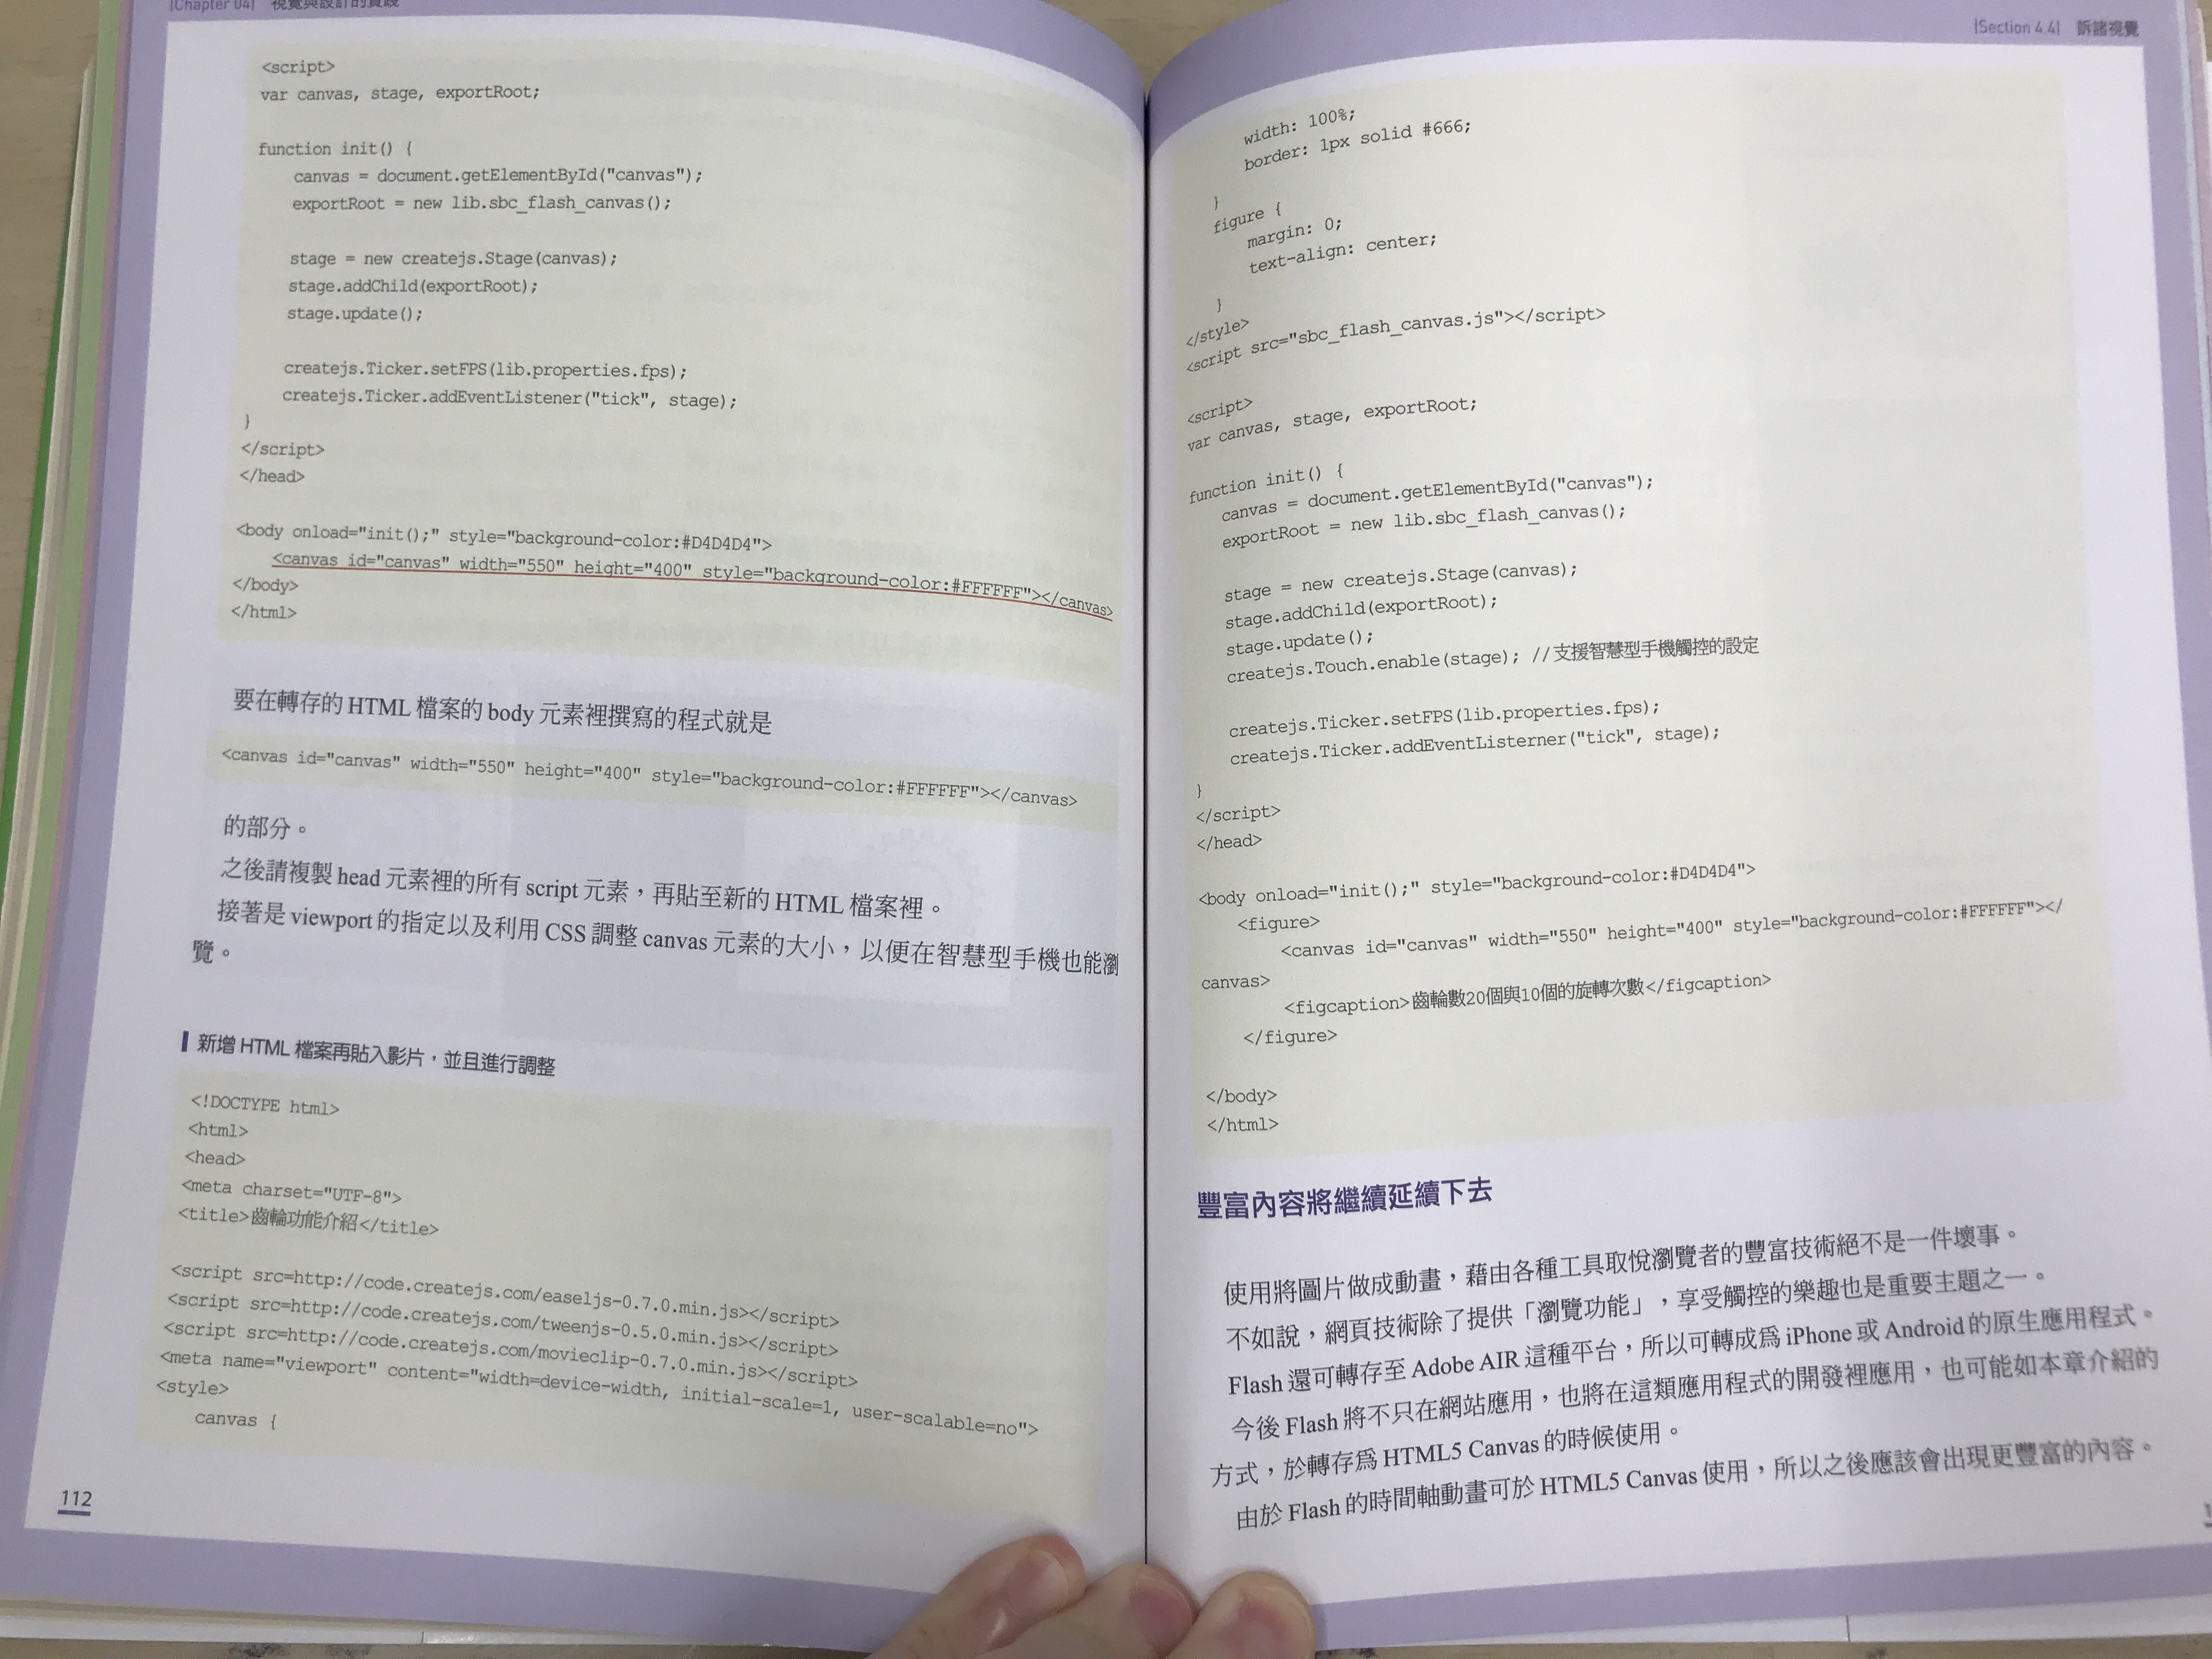 |Chapter 04| 視覺與設計的實踐
<script>
var canvas, stage, exportRoot;
function init() {
canvas = document.getElementById("canvas");
exportRoot = new lib.sbc_flash_canvas();
stage = new createjs.Stage(canvas);
stage.addChild(exportRoot);
stage.update();
createjs.Ticker.setFPS(lib.properties.fps);
createjs.Ticker.addEventListener("tick", stage);
}
</script>
</head>
<body onload="init();" style="background-color:#D4D4D4">
<canvas id="canvas" width="550" height="400" style="background-color:#FFFFFF"></canvas>
</body>
</html>
要在轉存的 HTML 檔案的 body 元素裡撰寫的程式就是
<canvas id="canvas" width="550" height="400" style="background-color:#FFFFFF"></canvas>
的部分。
之後請複製 head 元素裡的所有 script 元素，再貼至新的 HTML 檔案裡。
接著是 viewport 的指定以及利用 CSS 調整 canvas 元素的大小，以便在智慧型手機也能瀏
覽。
新增 HTML 檔案再貼入影片，並且進行調整
<!DOCTYPE html>
<html>
<head>
<meta charset="UTF-8">
<title>齒輪功能介紹</title>
<script src=http://code.createjs.com/easeljs-0.7.0.min.js></script>
<script src=http://code.createjs.com/tweenjs-0.5.0.min.js></script>
<script src=http://code.createjs.com/movieclip-0.7.0.min.js></script>
<meta name="viewport" content="width=device-width, initial-scale=1, user-scalable=no">
<style>
canvas {
112
|Section 4.4| 訴諸視覺
width: 100%;
border: 1px solid #666;
}
figure {
margin: 0;
text-align: center;
}
</style>
<script src="sbc_flash_canvas.js"></script>
<script>
var canvas, stage, exportRoot;
function init() {
canvas = document.getElementById("canvas");
exportRoot = new lib.sbc_flash_canvas();
stage = new createjs.Stage(canvas);
stage.addChild(exportRoot);
stage.update();
createjs.Touch.enable(stage); //支援智慧型手機觸控的設定
createjs.Ticker.setFPS(lib.properties.fps);
createjs.Ticker.addEventListerner("tick", stage);
}
</script>
</head>
<body onload="init();" style="background-color:#D4D4D4">
<figure>
<canvas id="canvas" width="550" height="400" style="background-color:#FFFFFF"></
canvas>
<figcaption>齒輪數20個與10個的旋轉次數</figcaption>
</figure>
</body>
</html>
豐富內容將繼續延續下去
使用將圖片做成動畫，藉由各種工具取悅瀏覽者的豐富技術絕不是一件壞事。
不如說，網頁技術除了提供「瀏覽功能」，享受觸控的樂趣也是重要主題之一。
Flash 還可轉存至 Adobe AIR 這種平台，所以可轉成為 iPhone 或 Android 的原生應用程式。
今後 Flash 將不只在網站應用，也將在這類應用程式的開發裡應用，也可能如本章介紹的
方式，於轉存為 HTML5 Canvas 的時候使用。
由於 Flash 的時間軸動畫可於 HTML5 Canvas 使用，所以之後應該會出現更豐富的內容。